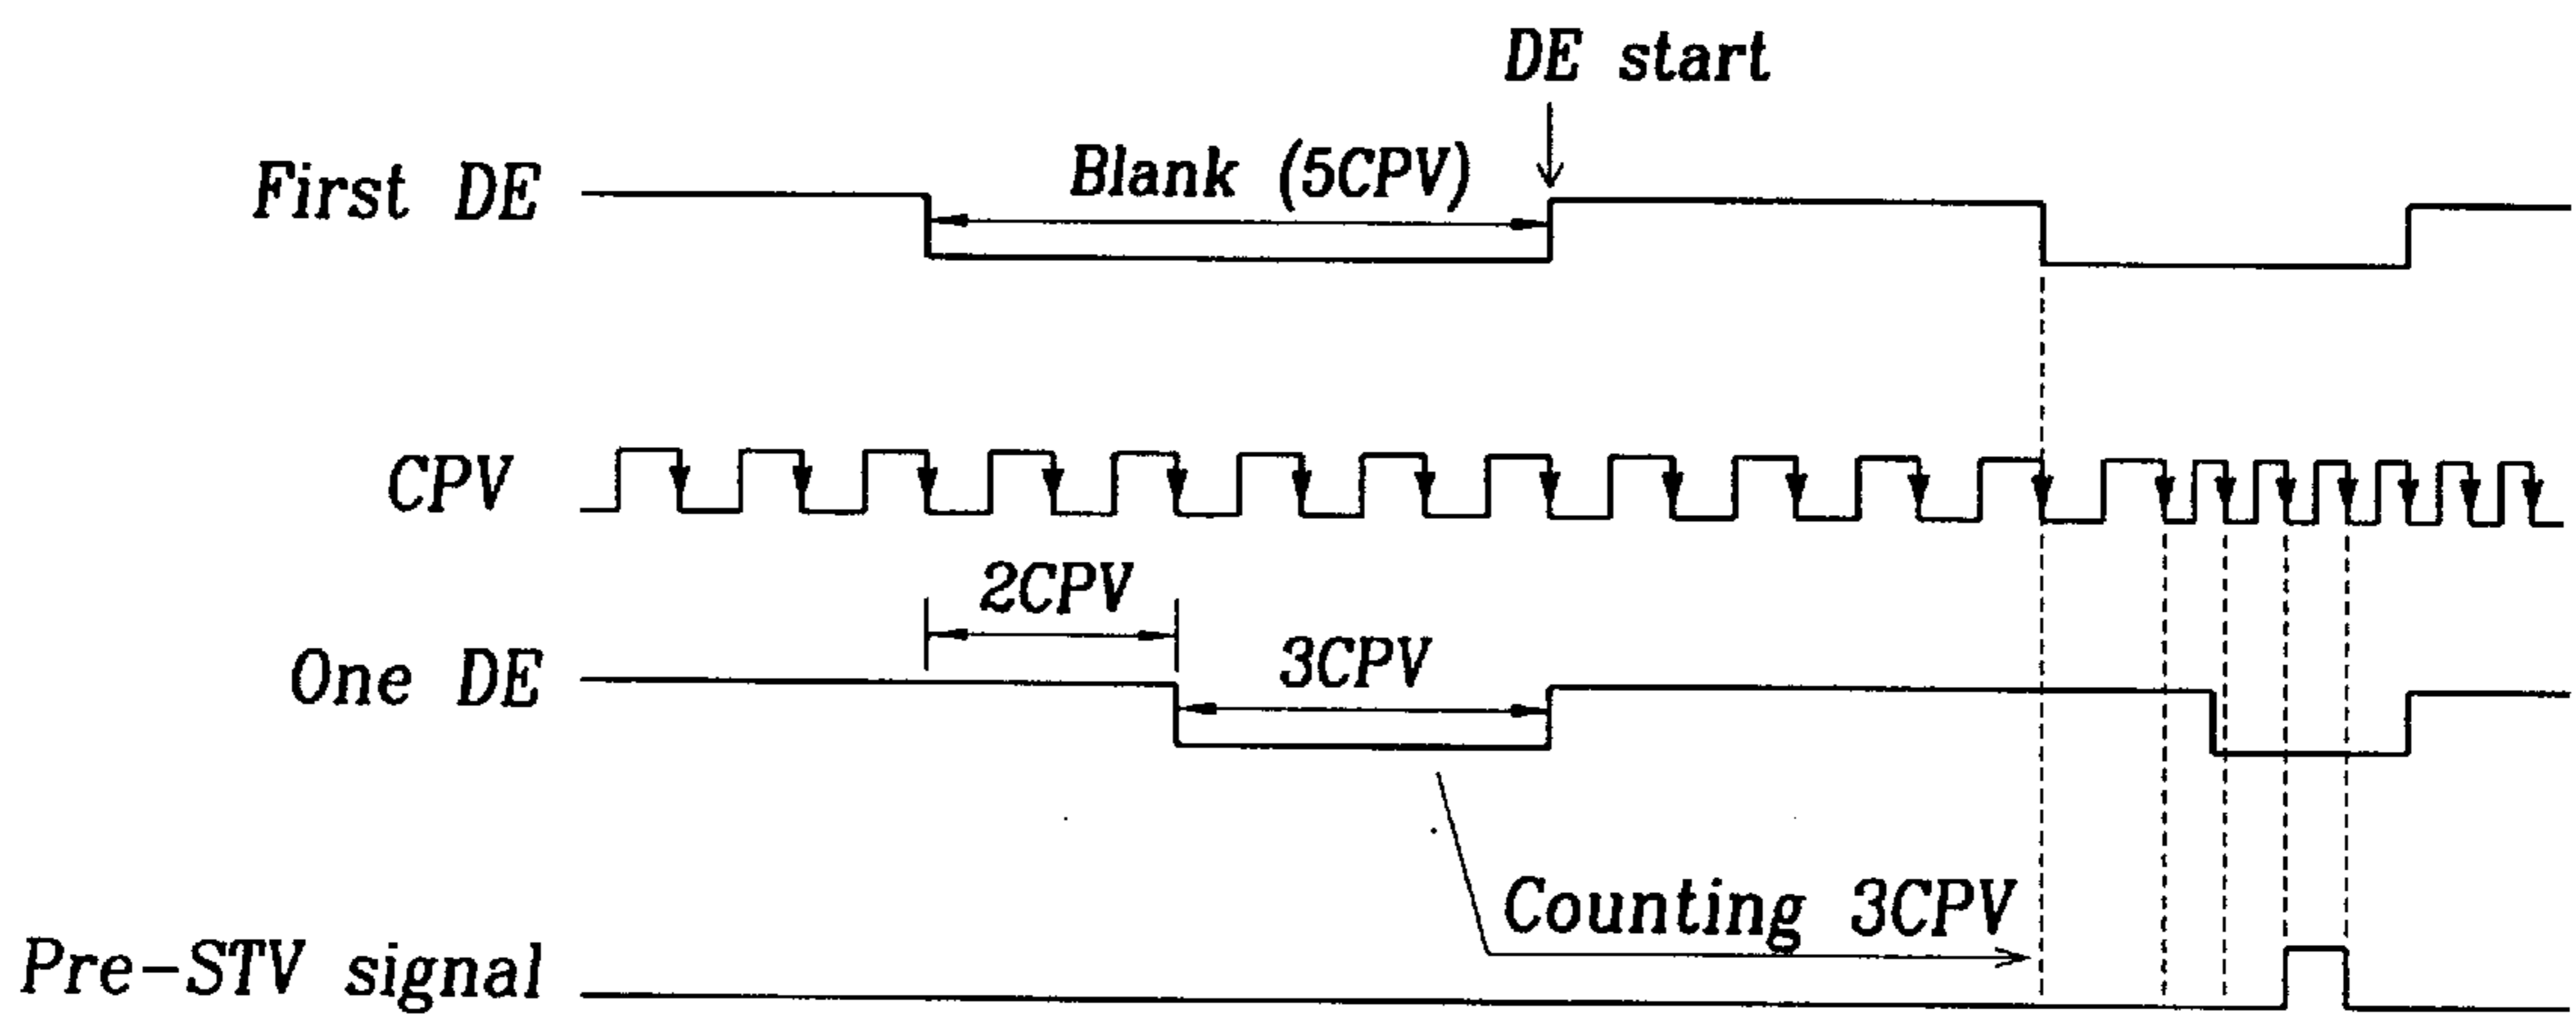 DE start
First DE
Blank (5CPV)
CPV
2CPV
One DE
3CPV
Counting 3CPV
Pre-STV signal